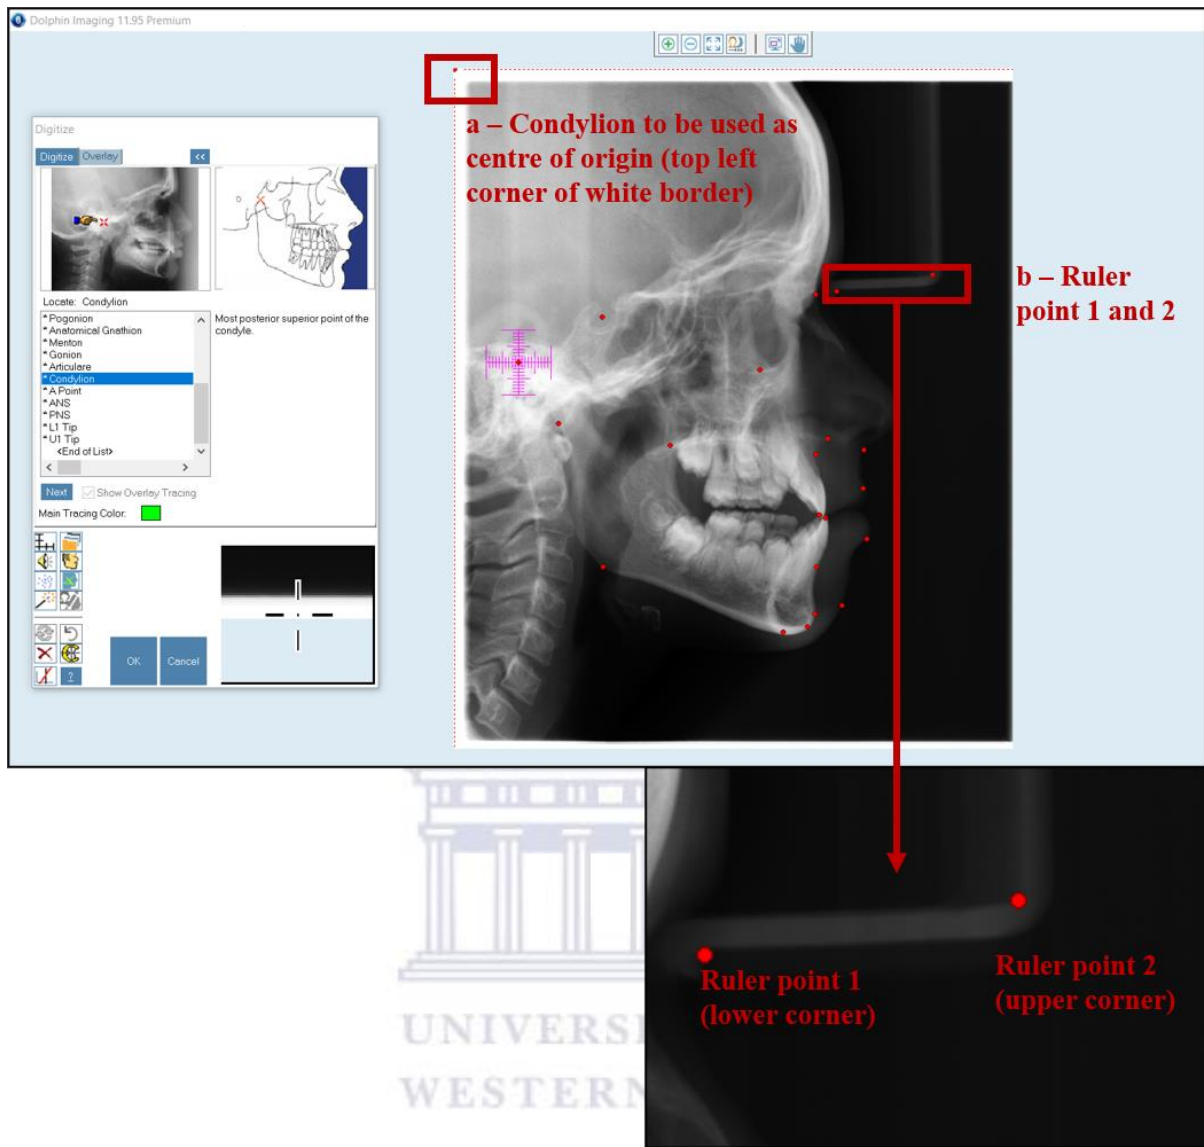 Dolphin Imaging 11.95 Premium
a – Condylion to be used as
centre of origin (top left
corner of white border)
Digitize
Digitize Overlay <<
Locate: Condylion
* Pogonion
* Anatomical Gnathion
* Menton
* Gonion
* Articulare
* Condylion
* A Point
* ANS
* PNS
* L1 Tip
* U1 Tip
<End of List>
Most posterior superior point of the
condyle.
Next Show Overlay Tracing
Main Tracing Color:
OK Cancel
?
b – Ruler
point 1 and 2
Ruler point 1
(lower corner)
Ruler point 2
(upper corner)
UNIVERS
WESTERN